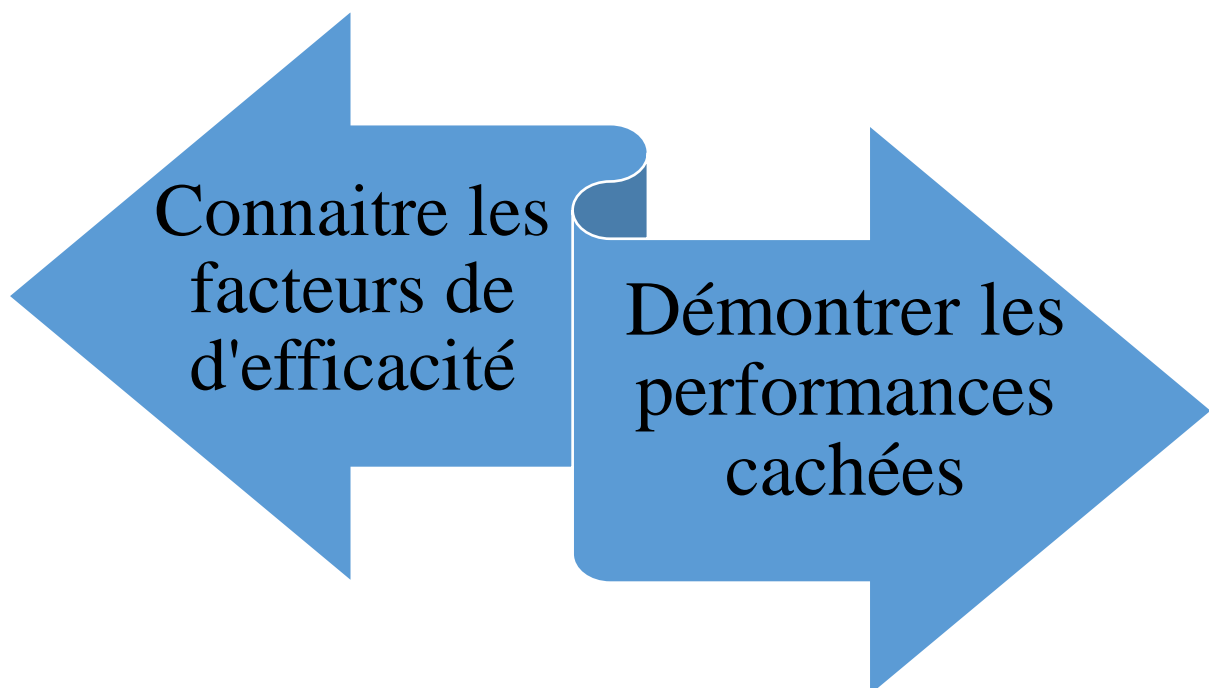 Connaitre les
facteurs de
d'efficacité
Démontrer les
performances
cachées